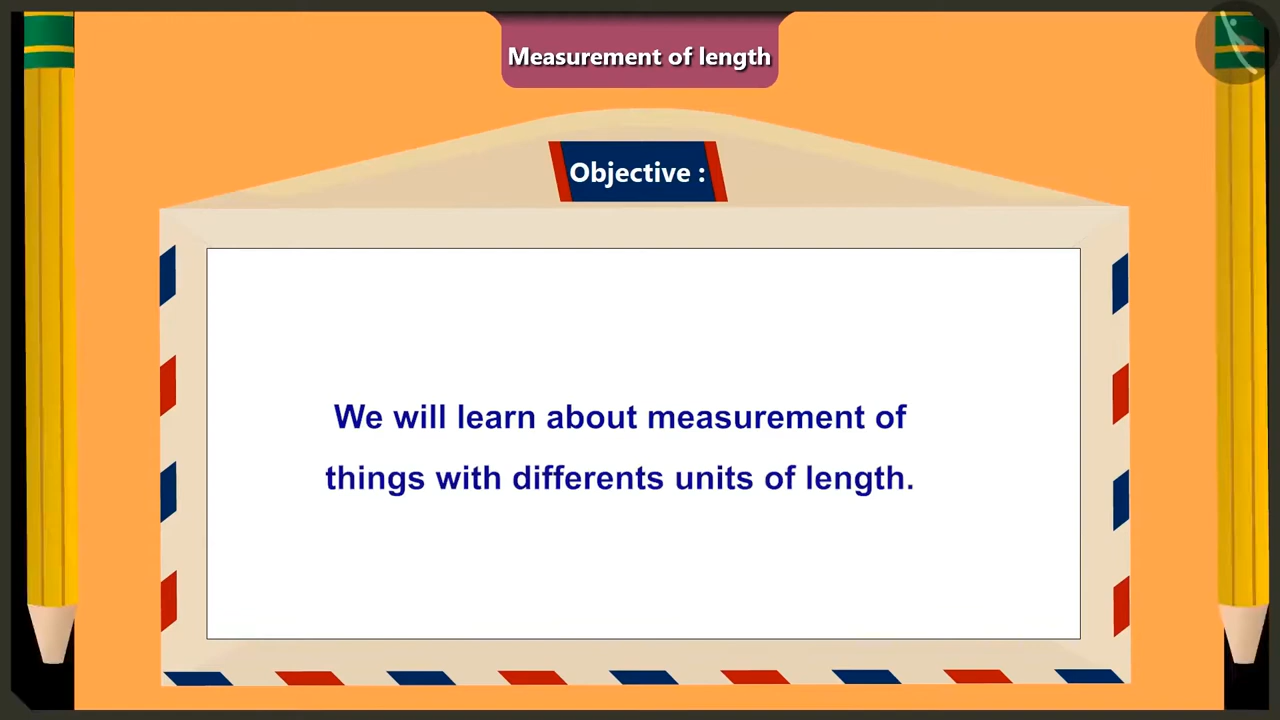 Measurement of length
Objective :
We will learn about measurement of
things with differents units of length.